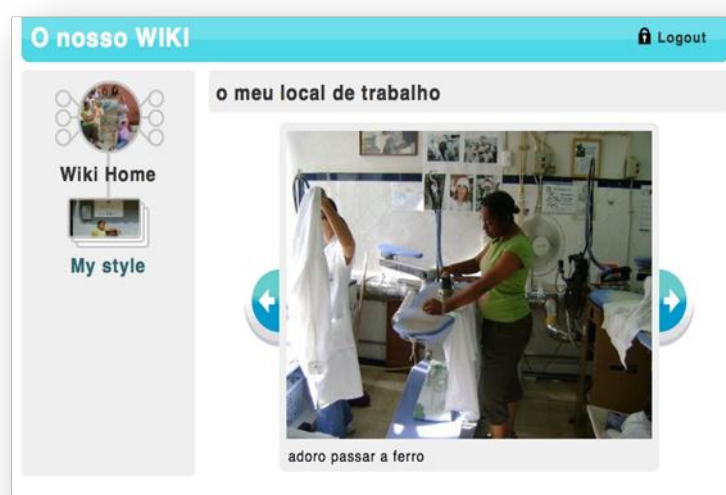 O nosso WIKI
Logout
Wiki Home
My style
o meu local de trabalho
adoro passar a ferro